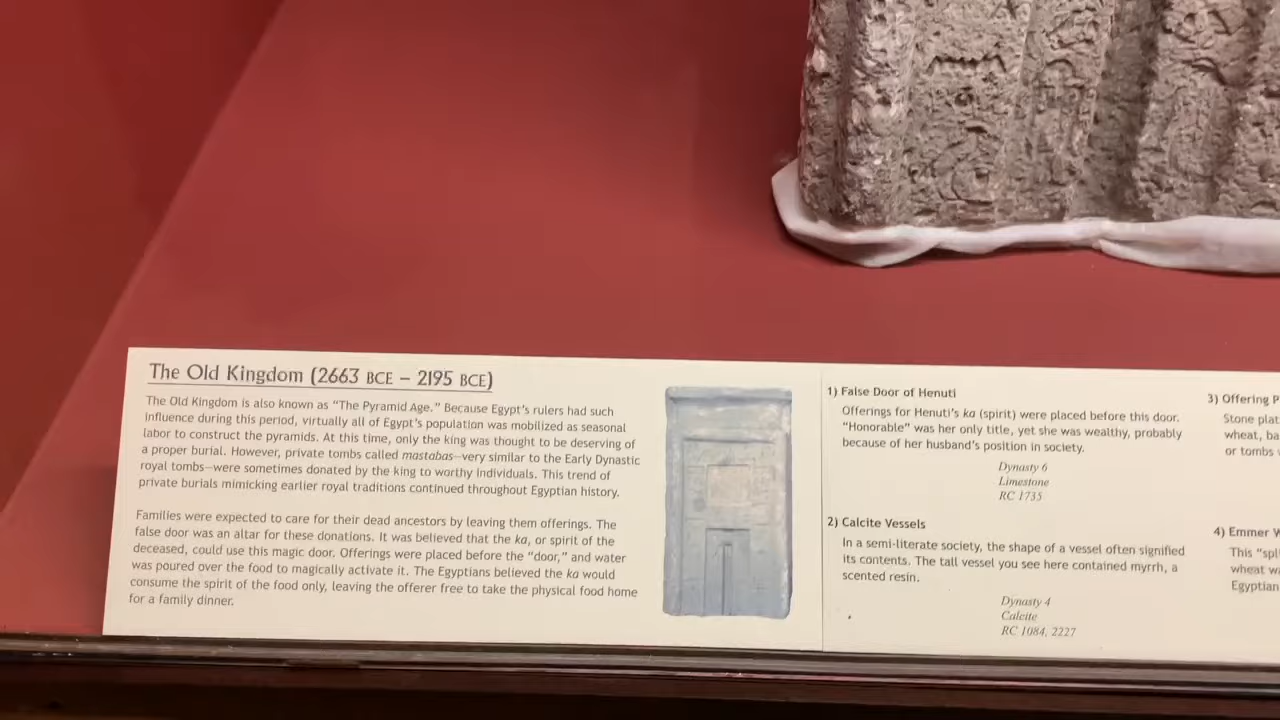 The Old Kingdom (2663 BCE – 2195 BCE)
The Old Kingdom is also known as “The Pyramid Age.” Because Egypt’s rulers had such
influence during this period, virtually all of Egypt’s population was mobilized as seasonal
labor to construct the pyramids. At this time, only the king was thought to be deserving of
a proper burial. However, private tombs called mastabas—very similar to the Early Dynastic
royal tombs—were sometimes donated by the king to worthy individuals. This trend of
private burials mimicking earlier royal traditions continued throughout Egyptian history.
Families were expected to care for their dead ancestors by leaving them offerings. The
false door was an altar for these donations. It was believed that the ka, or spirit of the
deceased, could use this magic door. Offerings were placed before the “door,” and water
was poured over the food to magically activate it. The Egyptians believed the ka would
consume the spirit of the food only, leaving the offerer free to take the physical food home
for a family dinner.
1) False Door of Henuti
Offerings for Henuti’s ka (spirit) were placed before this door.
“Honorable” was her only title, yet she was wealthy, probably
because of her husband’s position in society.
Dynasty 6
Limestone
RC 1735
2) Calcite Vessels
In a semi-literate society, the shape of a vessel often signified
its contents. The tall vessel you see here contained myrrh, a
scented resin.
Dynasty 4
Calcite
RC 1084, 2227
3) Offering P
Stone plat
wheat, ba
or tombs
4) Emmer W
This “spl
wheat wa
Egyptian